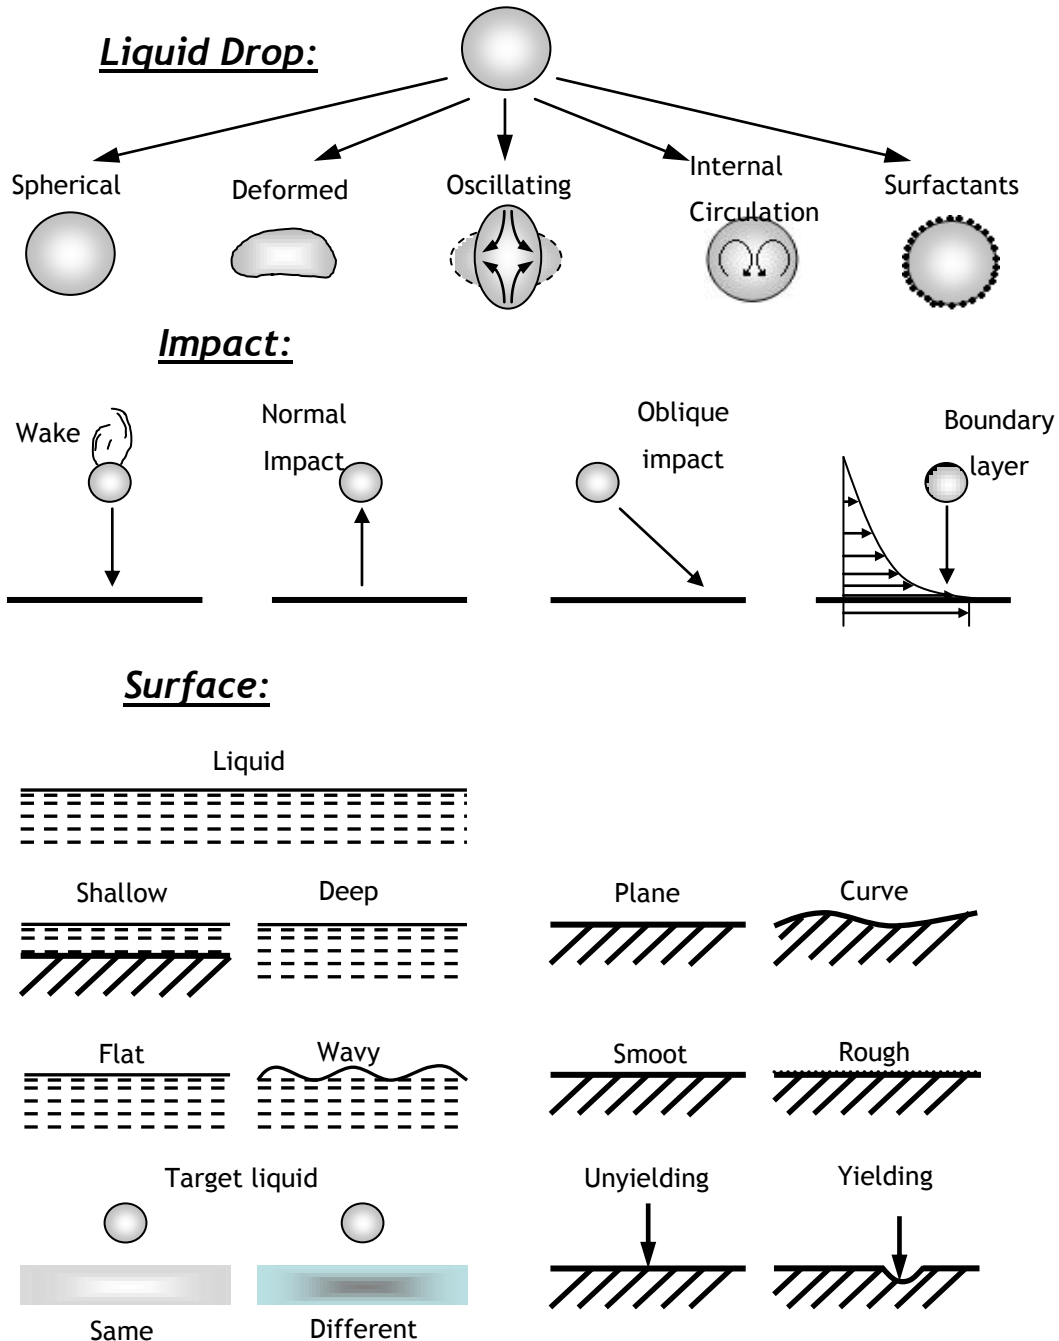 Liquid Drop:
Spherical
Deformed
Oscillating
Internal
Circulation
Surfactants
Impact:
Wake
Normal
Impact
Oblique
impact
Boundary
layer
Surface:
Liquid
Shallow
Deep
Plane
Curve
Flat
Wavy
Smoot
Rough
Target liquid
Unyielding
Yielding
Same
Different